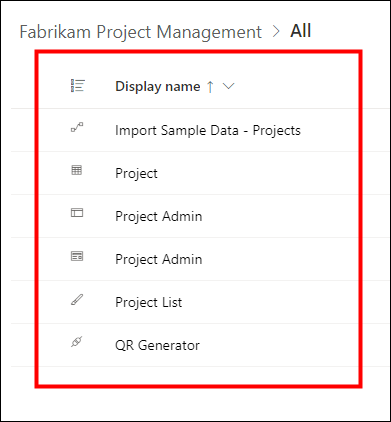 Fabrikam Project Management > All
Display name ↑
Import Sample Data - Projects
Project
Project Admin
Project Admin
Project List
QR Generator